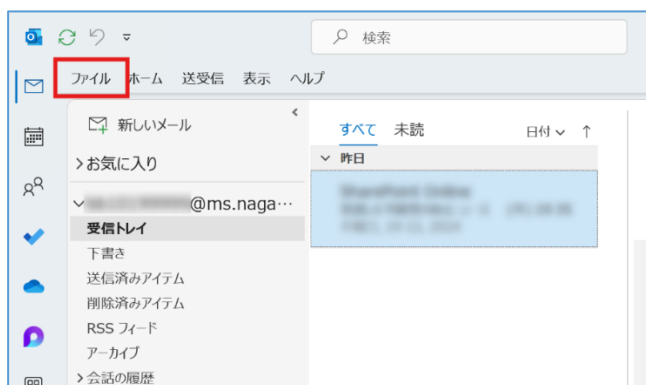 検索
ファイル ホーム 送受信 表示 ヘルプ
新しいメール
すべて 未読 日付 ↑
お気に入り
昨日
@ms.naga…
受信トレイ
下書き
送信済みアイテム
削除済みアイテム
RSS フィード
アーカイブ
会話の履歴